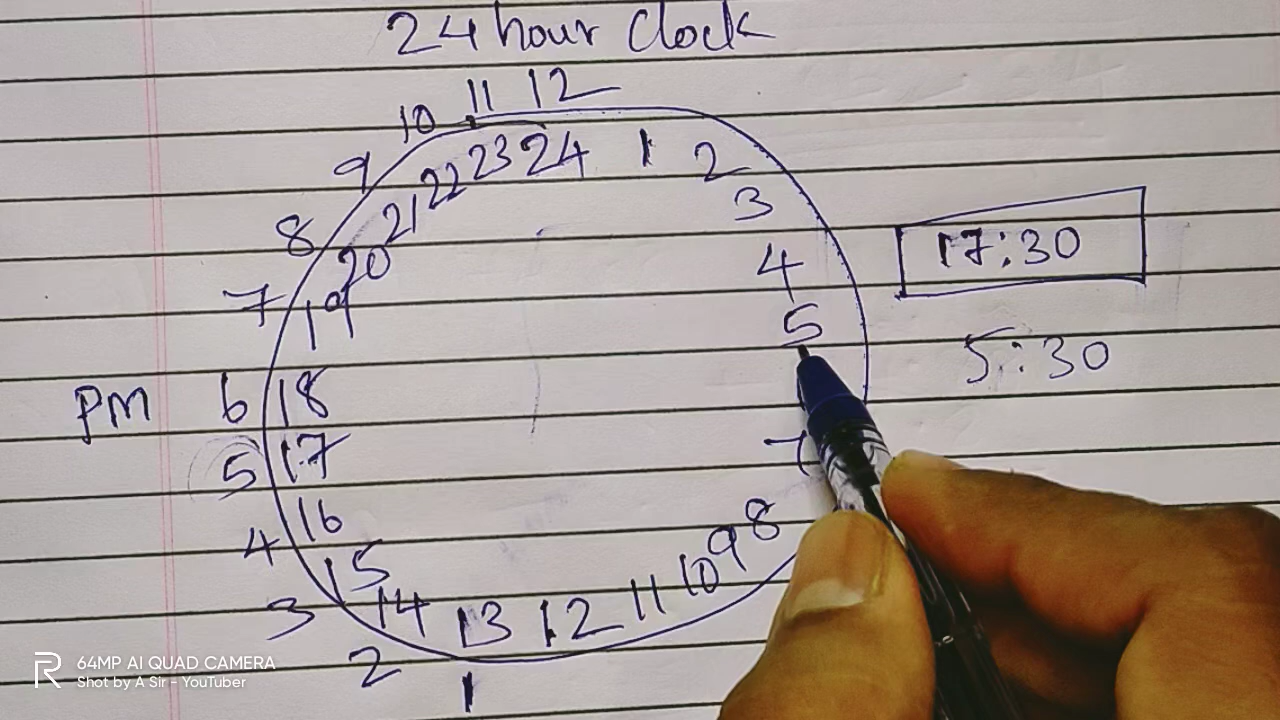 24 hour Clock
10 11 12
9 22 23 24 1 2
8 21 3
20 4
7 19 5
PM 6 18
5 17 7
4 16 8
3 15 9
14 13 12 11 10
2
1
17:30
5:30
64MP AI QUAD CAMERA
Shot by A Sir - YouTuber